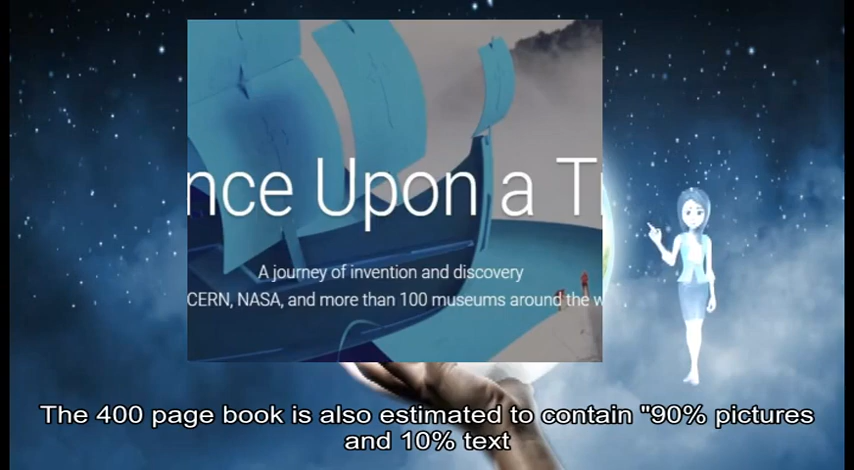 nce Upon a T
A journey of invention and discovery
CERN, NASA, and more than 100 museums around the w
The 400 page book is also estimated to contain "90% pictures
and 10% text